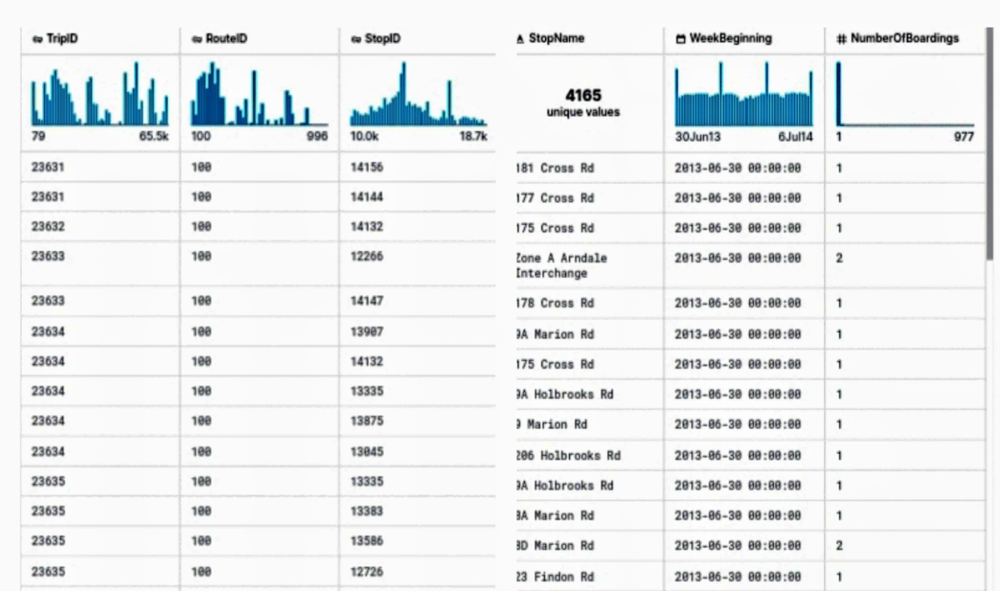 TripID RouteID StopID StopName WeekBeginning NumberOfBoardings
4165
unique values
79 65.5k 100 996 10.0k 18.7k 30Jun13 6Jul14 1 977
23631 100 14156 181 Cross Rd 2013-06-30 00:00:00 1
23631 100 14144 177 Cross Rd 2013-06-30 00:00:00 1
23632 100 14132 175 Cross Rd 2013-06-30 00:00:00 1
23633 100 12266 Zone A Arndale 2013-06-30 00:00:00 2
Interchange
23633 100 14147 178 Cross Rd 2013-06-30 00:00:00 1
23634 100 13907 9A Marion Rd 2013-06-30 00:00:00 1
23634 100 14132 175 Cross Rd 2013-06-30 00:00:00 1
23634 100 13335 9A Holbrooks Rd 2013-06-30 00:00:00 1
23634 100 13875 9 Marion Rd 2013-06-30 00:00:00 1
23634 100 13045 206 Holbrooks Rd 2013-06-30 00:00:00 1
23635 100 13335 9A Holbrooks Rd 2013-06-30 00:00:00 1
23635 100 13383 8A Marion Rd 2013-06-30 00:00:00 1
23635 100 13586 8D Marion Rd 2013-06-30 00:00:00 2
23635 100 12726 23 Findon Rd 2013-06-30 00:00:00 1